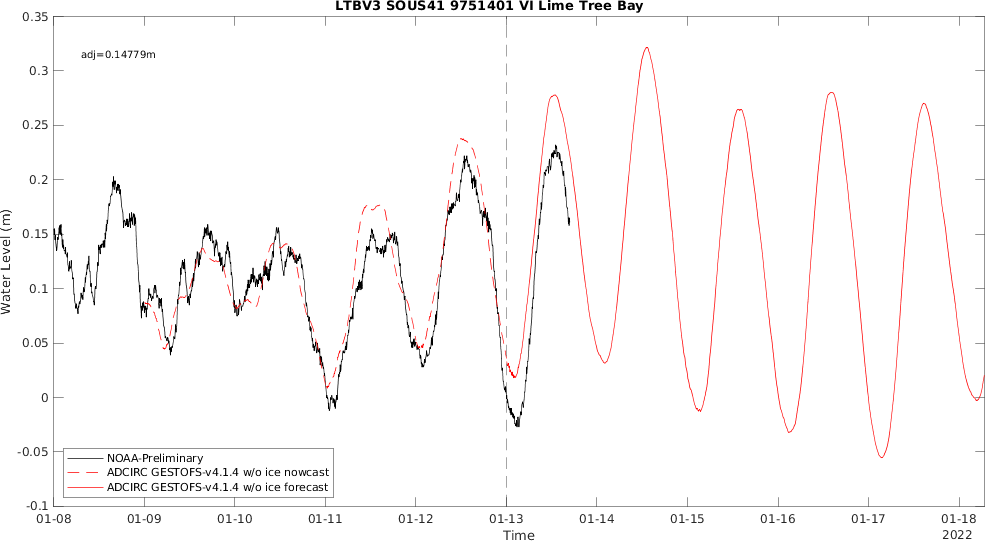 LTBV3 SOUS41 9751401 VI Lime Tree Bay
adj=0.14779m
Water Level (m)
0.35
0.3
0.25
0.2
0.15
0.1
0.05
0
-0.05
-0.1
NOAA-Preliminary
ADCIRC GESTOFS-v4.1.4 w/o ice nowcast
ADCIRC GESTOFS-v4.1.4 w/o ice forecast
01-08 01-09 01-10 01-11 01-12 01-13 01-14 01-15 01-16 01-17 01-18
Time
2022